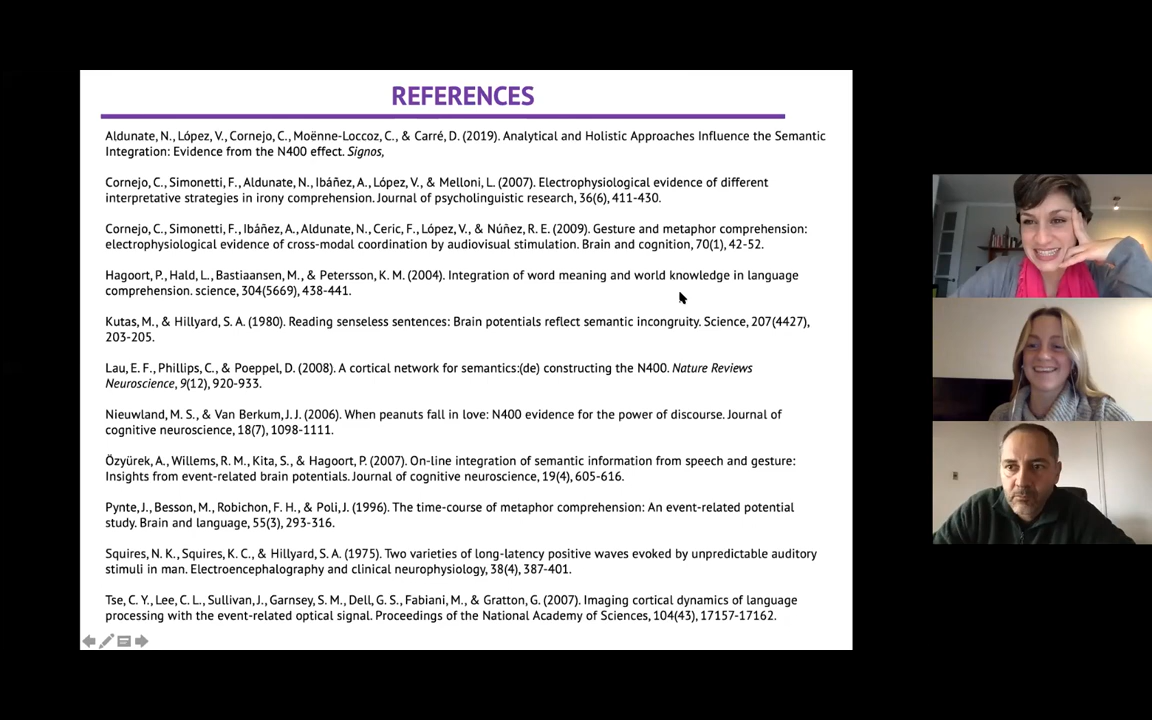 REFERENCES
Aldunate, N., López, V., Cornejo, C., Moënne-Loccoz, C., & Carré, D. (2019). Analytical and Holistic Approaches Influence the Semantic
Integration: Evidence from the N400 effect. Signos,
Cornejo, C., Simonetti, F., Aldunate, N., Ibáñez, A., López, V., & Melloni, L. (2007). Electrophysiological evidence of different
interpretative strategies in irony comprehension. Journal of psycholinguistic research, 36(6), 411-430.
Cornejo, C., Simonetti, F., Ibáñez, A., Aldunate, N., Ceric, F., López, V., & Núñez, R. E. (2009). Gesture and metaphor comprehension:
electrophysiological evidence of cross-modal coordination by audiovisual stimulation. Brain and cognition, 70(1), 42-52.
Hagoort, P., Hald, L., Bastiaansen, M., & Petersson, K. M. (2004). Integration of word meaning and world knowledge in language
comprehension. science, 304(5669), 438-441.
Kutas, M., & Hillyard, S. A. (1980). Reading senseless sentences: Brain potentials reflect semantic incongruity. Science, 207(4427),
203-205.
Lau, E. F., Phillips, C., & Poeppel, D. (2008). A cortical network for semantics:(de) constructing the N400. Nature Reviews
Neuroscience, 9(12), 920-933.
Nieuwland, M. S., & Van Berkum, J. J. (2006). When peanuts fall in love: N400 evidence for the power of discourse. Journal of
cognitive neuroscience, 18(7), 1098-1111.
Özyürek, A., Willems, R. M., Kita, S., & Hagoort, P. (2007). On-line integration of semantic information from speech and gesture:
Insights from event-related brain potentials. Journal of cognitive neuroscience, 19(4), 605-616.
Pynte, J., Besson, M., Robichon, F. H., & Poli, J. (1996). The time-course of metaphor comprehension: An event-related potential
study. Brain and language, 55(3), 293-316.
Squires, N. K., Squires, K. C., & Hillyard, S. A. (1975). Two varieties of long-latency positive waves evoked by unpredictable auditory
stimuli in man. Electroencephalography and clinical neurophysiology, 38(4), 387-401.
Tse, C. Y., Lee, C. L., Sullivan, J., Garnsey, S. M., Dell, G. S., Fabiani, M., & Gratton, G. (2007). Imaging cortical dynamics of language
processing with the event-related optical signal. Proceedings of the National Academy of Sciences, 104(43), 17157-17162.